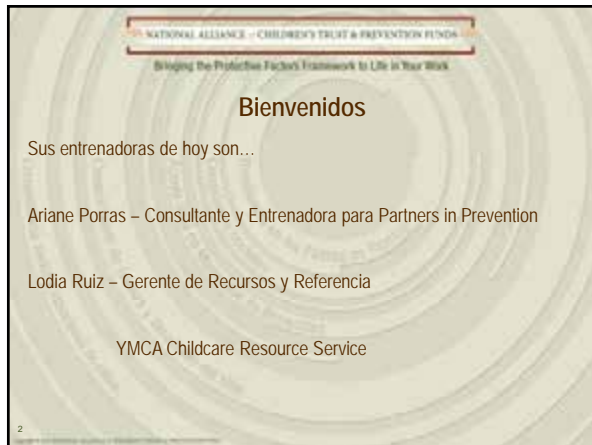 NATIONAL ALLIANCE of CHILDREN'S TRUST & PREVENTION FUNDS
Bringing the Protective Factors Framework to Life in Your Work
Bienvenidos
Sus entrenadoras de hoy son…
Ariane Porras – Consultante y Entrenadora para Partners in Prevention
Lodia Ruiz – Gerente de Recursos y Referencia
YMCA Childcare Resource Service
2